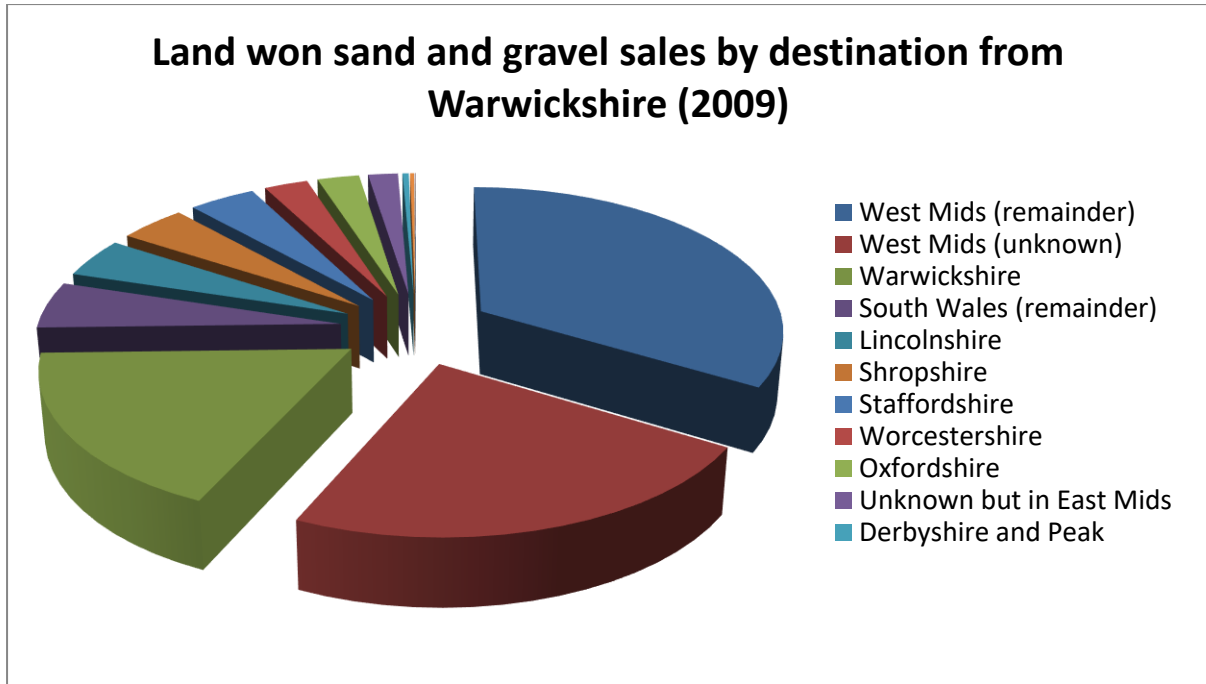 Land won sand and gravel sales by destination from
Warwickshire (2009)
West Mids (remainder)
West Mids (unknown)
Warwickshire
South Wales (remainder)
Lincolnshire
Shropshire
Staffordshire
Worcestershire
Oxfordshire
Unknown but in East Mids
Derbyshire and Peak